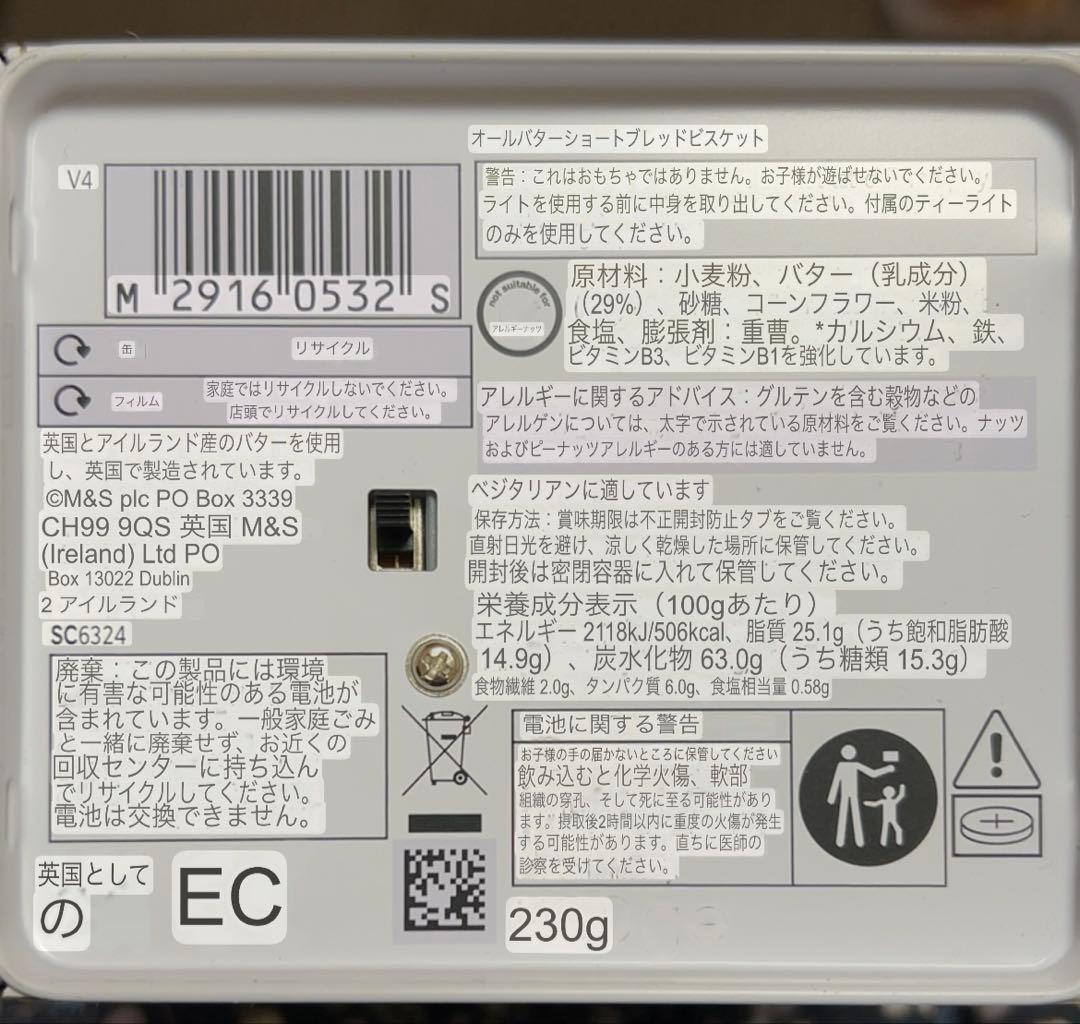 オールバターショートブレッドビスケット
V4
M 29160532 S
警告：これはおもちゃではありません。お子様が遊ばせないでください。
ライトを使用する前に中身を取り出してください。付属のティーライト
のみを使用してください。
not suitable for
アレルギーナッツ
原材料：小麦粉、バター（乳成分）
（29%）、砂糖、コーンフラワー、米粉、
食塩、膨張剤：重曹。*カルシウム、鉄、
ビタミンB3、ビタミンB1を強化しています。
缶
リサイクル
フィルム
家庭ではリサイクルしないでください。
店頭でリサイクルしてください。
アレルギーに関するアドバイス：グルテンを含む穀物などの
アレルゲンについては、太字で示されている原材料をご覧ください。ナッツ
およびピーナッツアレルギーのある方には適していません。
英国とアイルランド産のバターを使用
し、英国で製造されています。
©M&S plc PO Box 3339
CH99 9QS 英国 M&S
(Ireland) Ltd PO
Box 13022 Dublin
2 アイルランド
SC6324
ベジタリアンに適しています
保存方法：賞味期限は不正開封防止タブをご覧ください。
直射日光を避け、涼しく乾燥した場所に保管してください。
開封後は密閉容器に入れて保管してください。
栄養成分表示（100gあたり）
エネルギー 2118kJ/506kcal、脂質 25.1g（うち飽和脂肪酸
14.9g）、炭水化物 63.0g（うち糖類 15.3g）
食物繊維 2.0g、タンパク質 6.0g、食塩相当量 0.58g
廃棄：この製品には環境
に有害な可能性のある電池が
含まれています。一般家庭ごみ
と一緒に廃棄せず、お近くの
回収センターに持ち込ん
でリサイクルしてください。
電池は交換できません。
電池に関する警告
お子様の手の届かないところに保管してください
飲み込むと化学火傷、軟部
組織の穿孔、そして死に至る可能性があり
ます。摂取後2時間以内に重度の火傷が発生
する可能性があります。直ちに医師の
診察を受けてください。
英国として
の
EC
230g